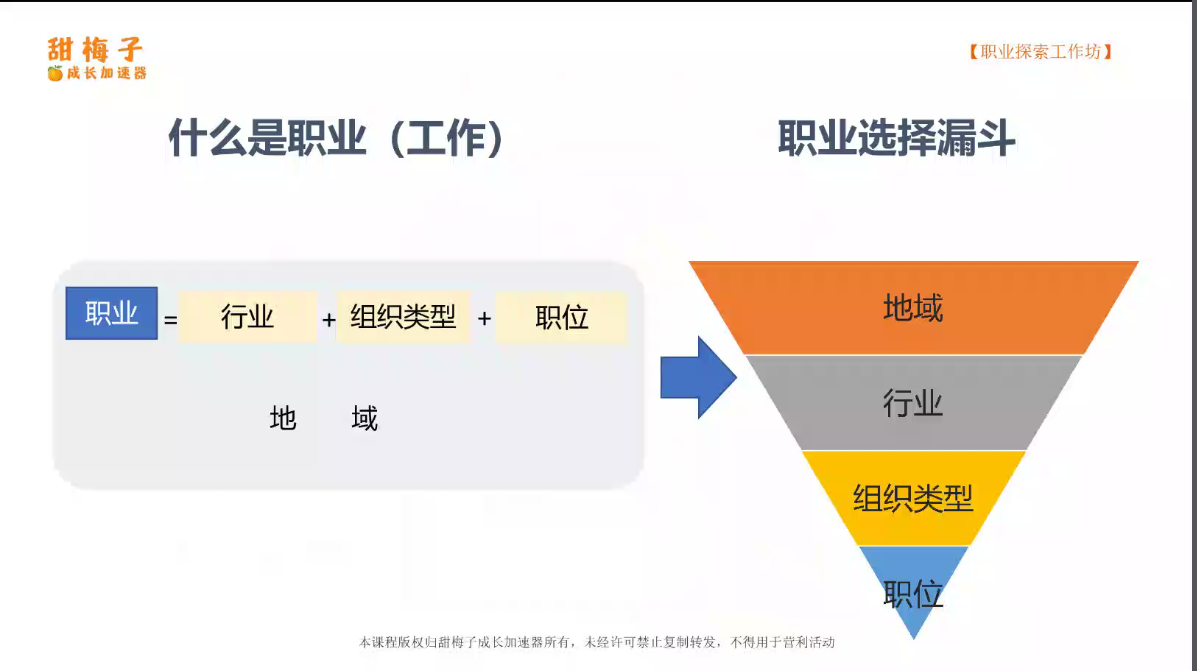 甜梅子
成长加速器
【职业探索工作坊】
什么是职业（工作）
职业选择漏斗
职业 = 行业 + 组织类型 + 职位
地 域
地域
行业
组织类型
职位
本课程版权归甜梅子成长加速器所有，未经许可禁止复制转发，不得用于营利活动